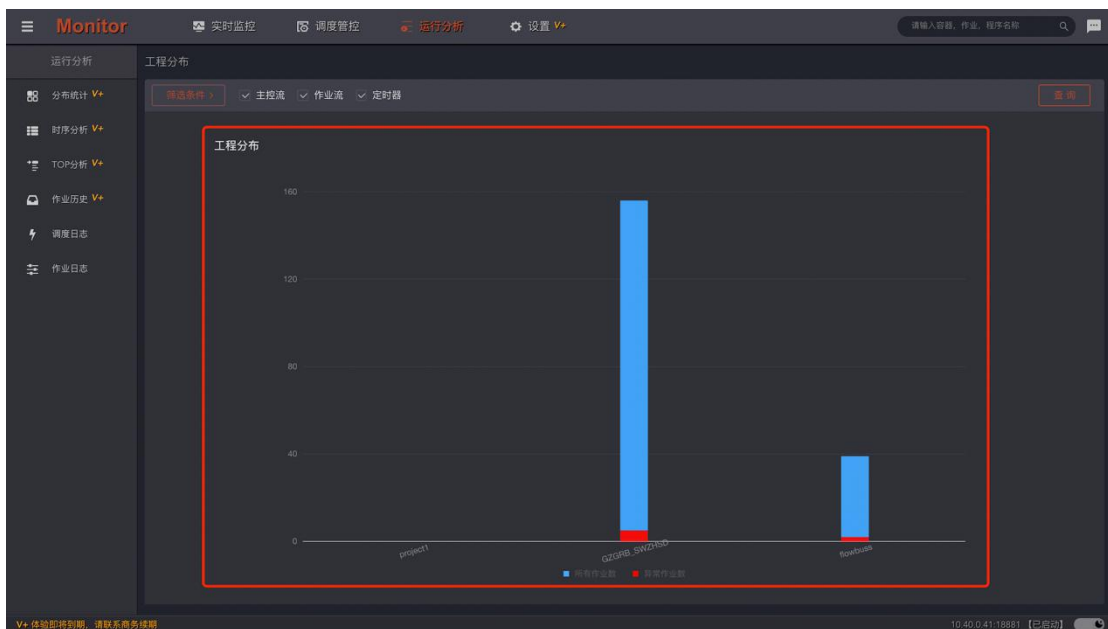 Monitor 实时监控 调度管控 运行分析 设置 V+ 请输入容器、作业、程序名称
运行分析
工程分布
分布统计 V+
时序分析 V+
TOP分析 V+
作业历史 V+
调度日志
作业日志
筛选条件 > 主控流 作业流 定时器 查询
工程分布
160
120
80
40
0
project1 GZGRB_SWZHSD flowbuss
所有作业数 异常作业数
V+ 体验即将到期，请联系商务续期 10.40.0.41:18881 【已启动】